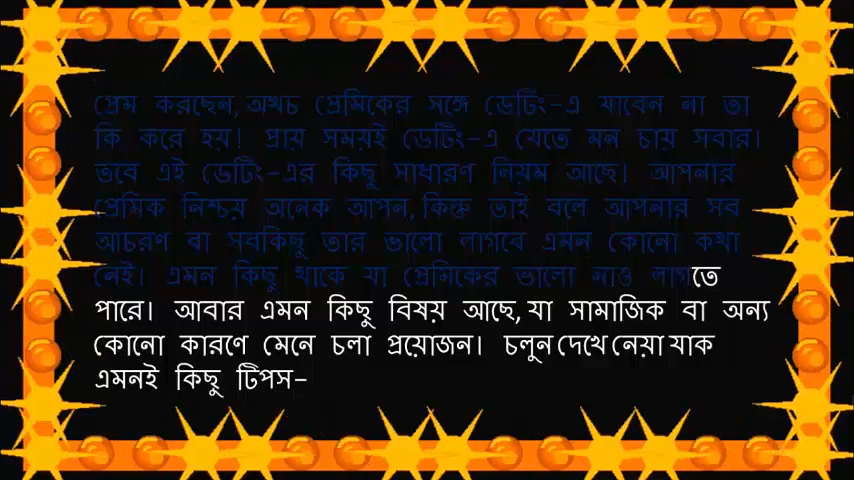 প্রেম করছেন, অথচ প্রেমিকের সঙ্গে ডেটিং-এ যাবেন না তা
কি করে হয়। প্রায় সময়ই ডেটিং-এ যেতে মন চায় সবার।
তবে এই ডেটিং-এর কিছু সাধারণ নিয়ম আছে। আপনার
প্রেমিক নিশ্চয় অনেক আপন, কিন্তু তাই বলে আপনার সব
আচরণ বা সবকিছু তার ভালো লাগবে এমন কোনো কথা
নেই। এমন কিছু থাকে যা প্রেমিকের ভালো নাও লাগতে
পারে। আবার এমন কিছু বিষয় আছে, যা সামাজিক বা অন্য
কোনো কারণে মেনে চলা প্রয়োজন। চলুন দেখে নেয়া যাক
এমনই কিছু টিপস-